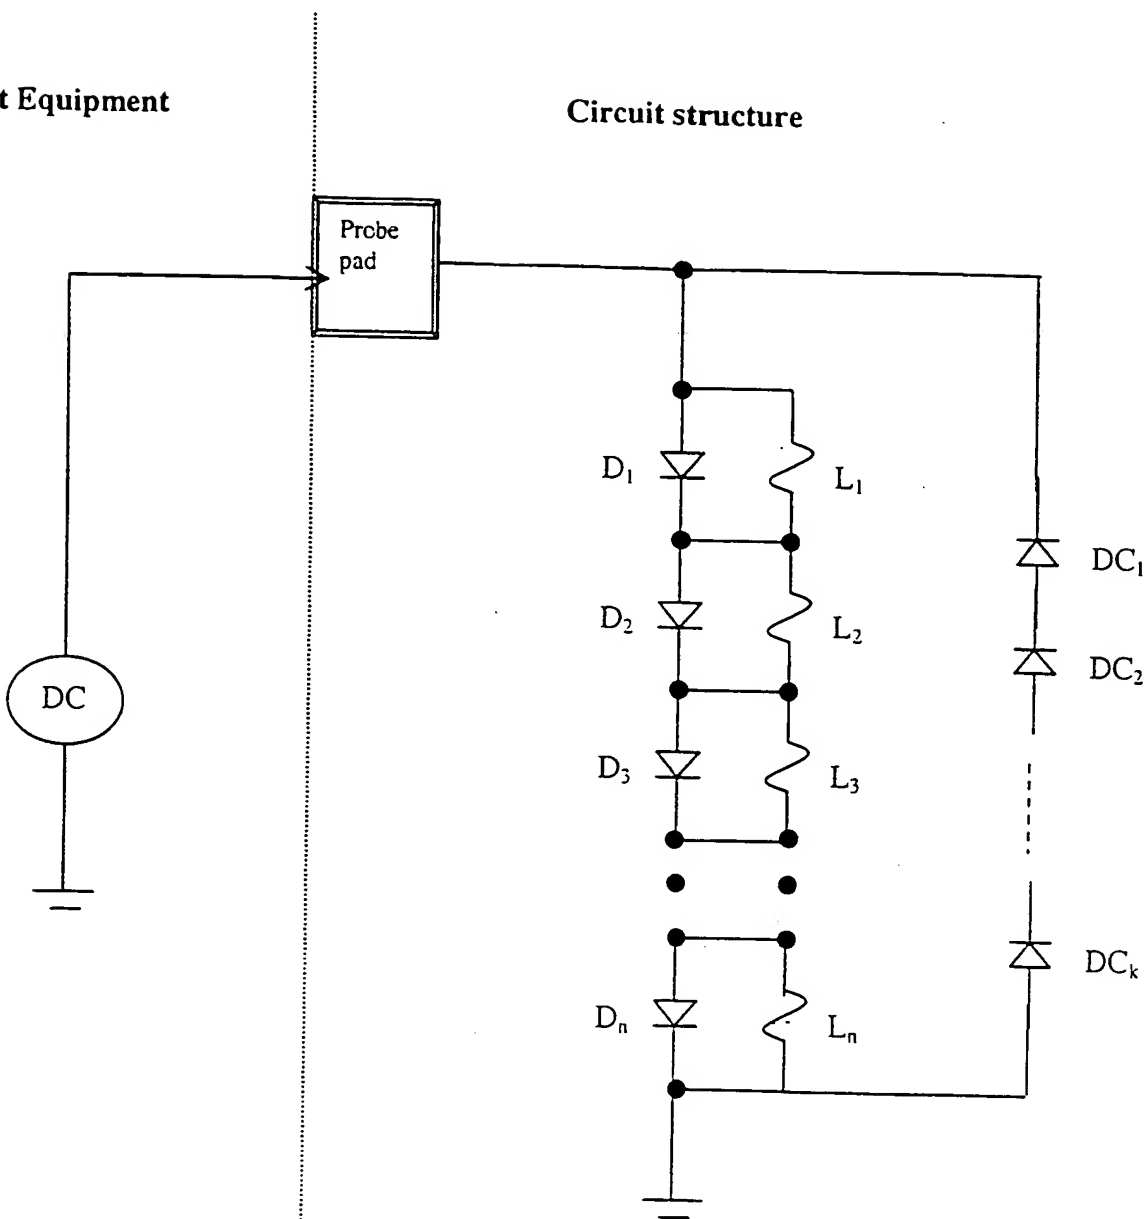 t Equipment
Circuit structure
Probe
pad
D₁
L₁
DC₁
D₂
L₂
DC₂
DC
D₃
L₃
DCₖ
Dₙ
Lₙ